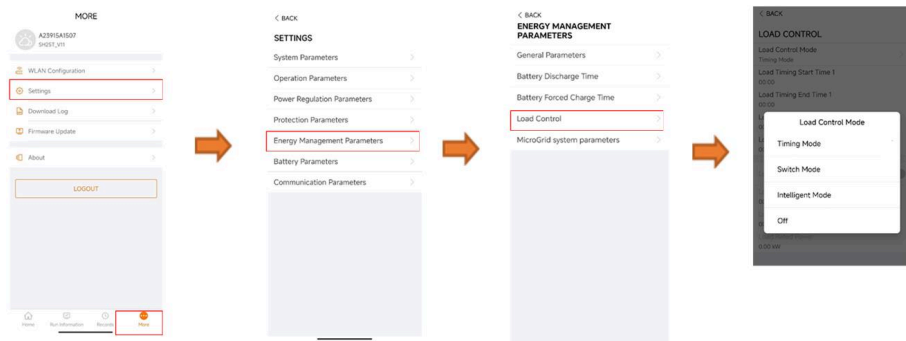 MORE
A2391SA1507
SH25T_V11
WLAN Configuration
Settings
Download Log
Firmware Update
About
LOGOUT
Home
Run Information
Records
More
< BACK
SETTINGS
System Parameters
Operation Parameters
Power Regulation Parameters
Protection Parameters
Energy Management Parameters
Battery Parameters
Communication Parameters
< BACK
ENERGY MANAGEMENT
PARAMETERS
General Parameters
Battery Discharge Time
Battery Forced Charge Time
Load Control
MicroGrid system parameters
< BACK
LOAD CONTROL
Load Control Mode
Timing Mode
Load Timing Start Time 1
00:00
Load Timing End Time 1
00:00
Load Control Mode
Timing Mode
Switch Mode
Intelligent Mode
Off
0.00 kW